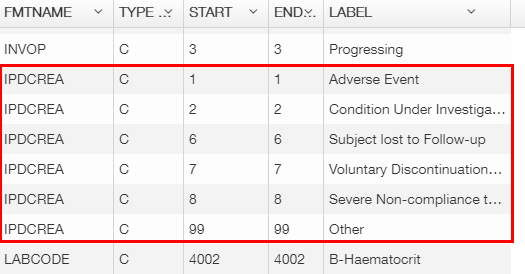 FMTNAME TYPE ... START END... LABEL
INVOP C 3 3 Progressing
IPDCREA C 1 1 Adverse Event
IPDCREA C 2 2 Condition Under Investiga...
IPDCREA C 6 6 Subject lost to Follow-up
IPDCREA C 7 7 Voluntary Discontinuation...
IPDCREA C 8 8 Severe Non-compliance t...
IPDCREA C 99 99 Other
LABCODE C 4002 4002 B-Haematocrit